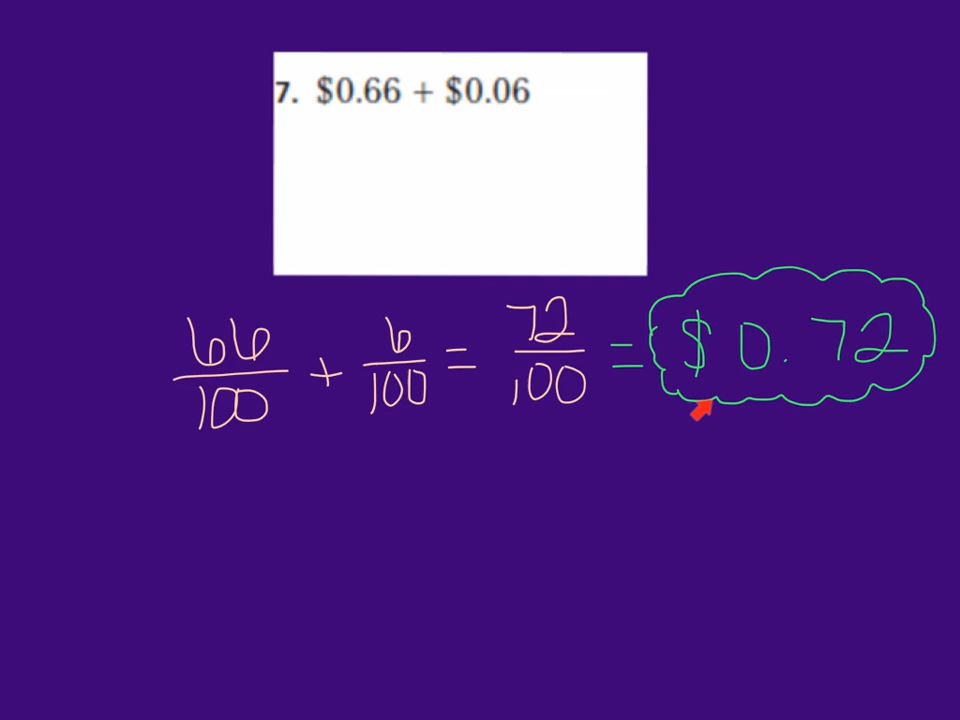 7. $0.66 + $0.06
66/100 + 6/100 = 72/100 = $0.72